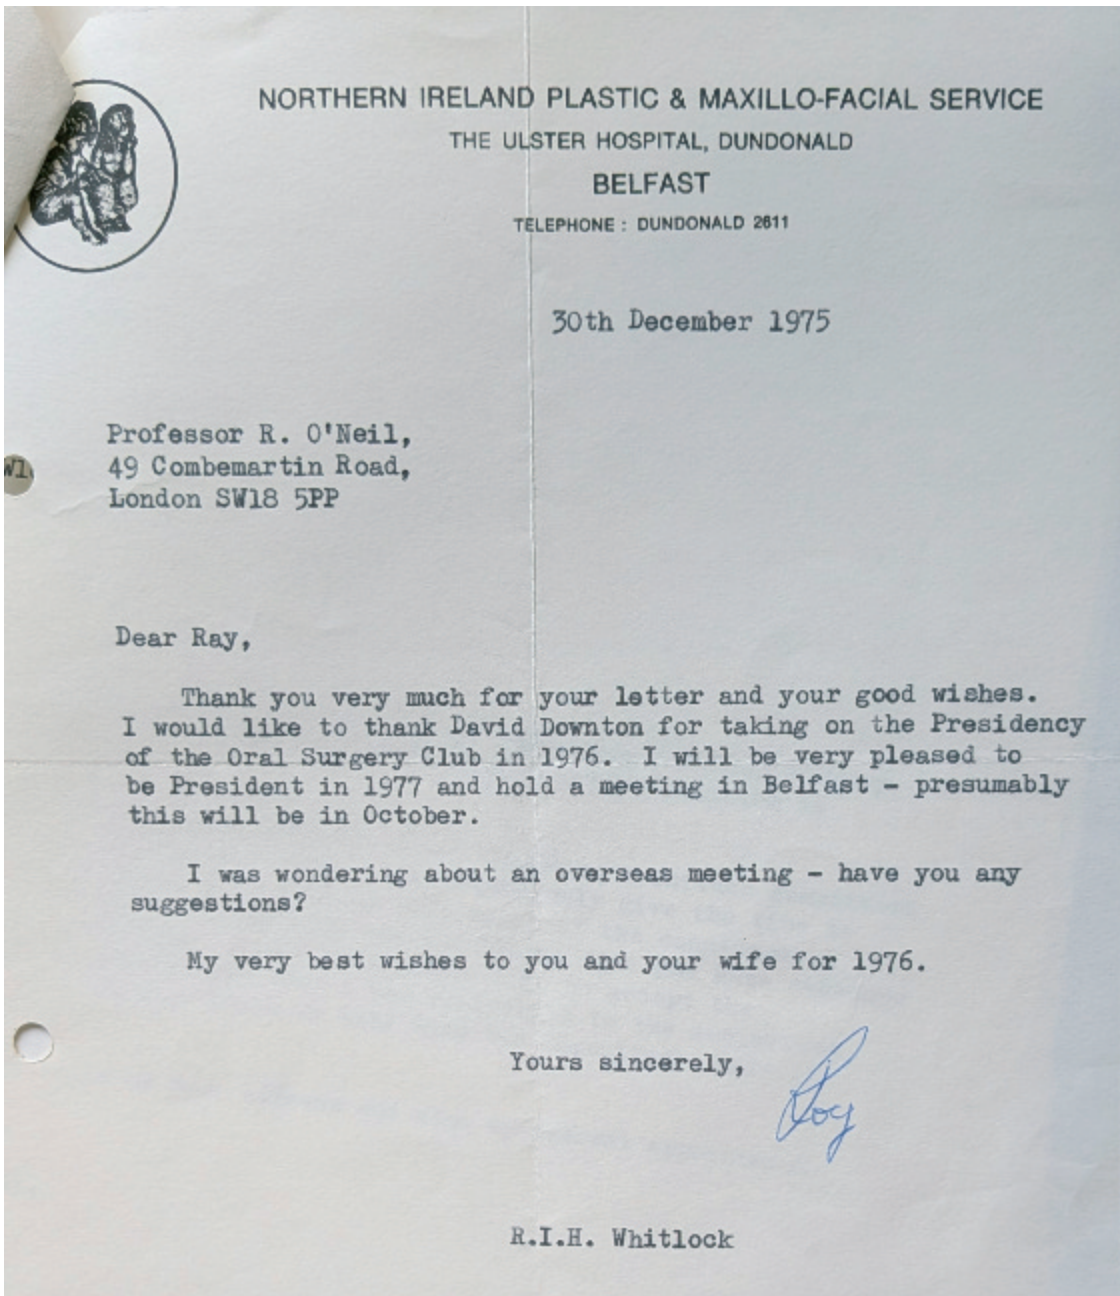 NORTHERN IRELAND PLASTIC & MAXILLO-FACIAL SERVICE
THE ULSTER HOSPITAL, DUNDONALD
BELFAST
TELEPHONE : DUNDONALD 2611
30th December 1975
Professor R. O'Neil,
49 Combemartin Road,
London SW18 5PP
Dear Ray,
Thank you very much for your letter and your good wishes.
I would like to thank David Downton for taking on the Presidency
of the Oral Surgery Club in 1976. I will be very pleased to
be President in 1977 and hold a meeting in Belfast - presumably
this will be in October.
I was wondering about an overseas meeting - have you any
suggestions?
My very best wishes to you and your wife for 1976.
Yours sincerely,
Roy
R.I.H. Whitlock